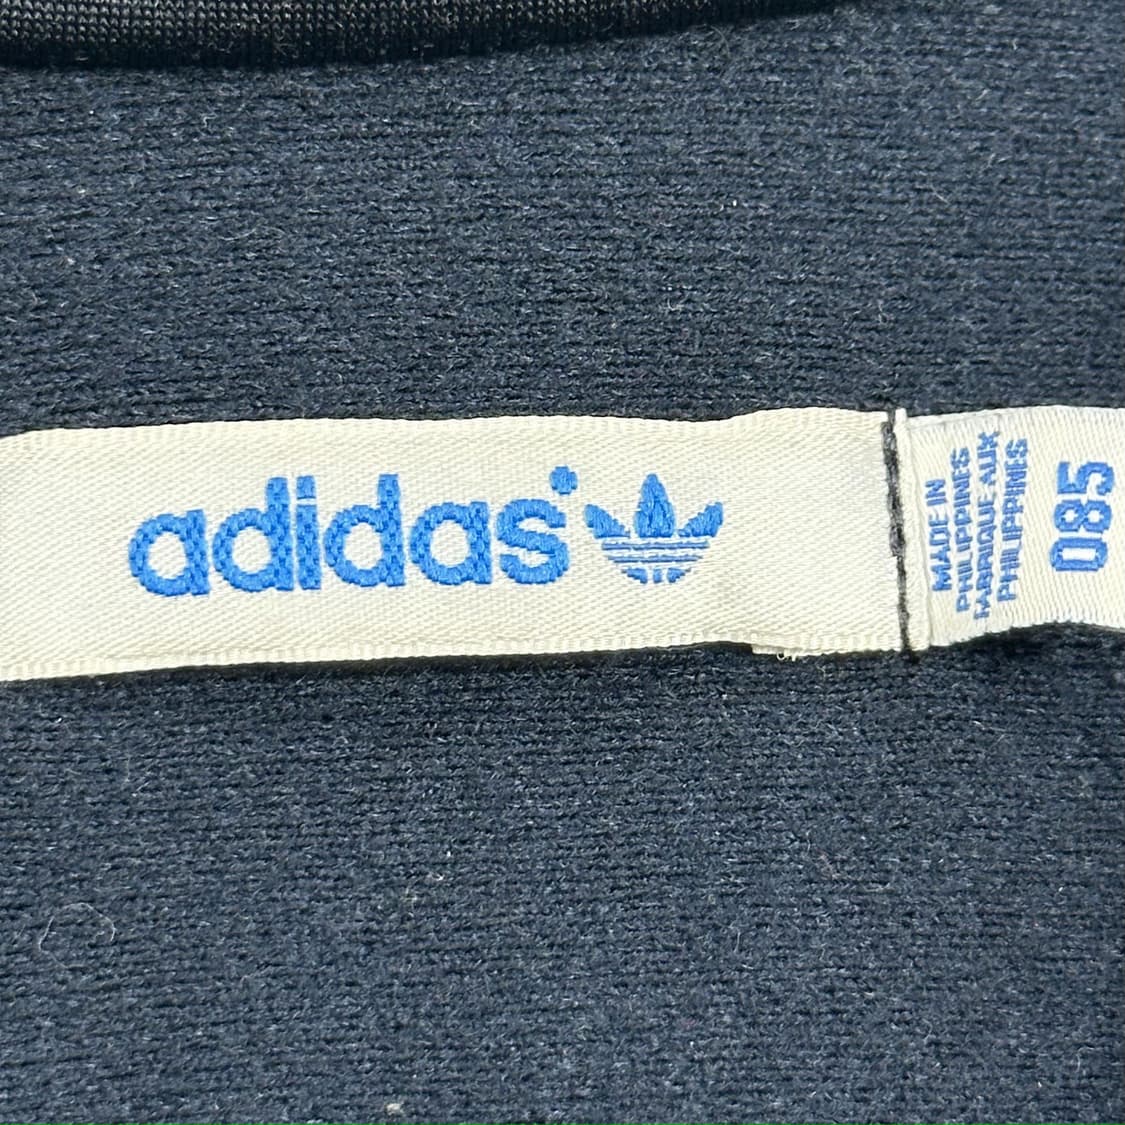 adidas
MADE IN
PHILIPPINES
FABRIQUE AUX
PHILIPPINES
085